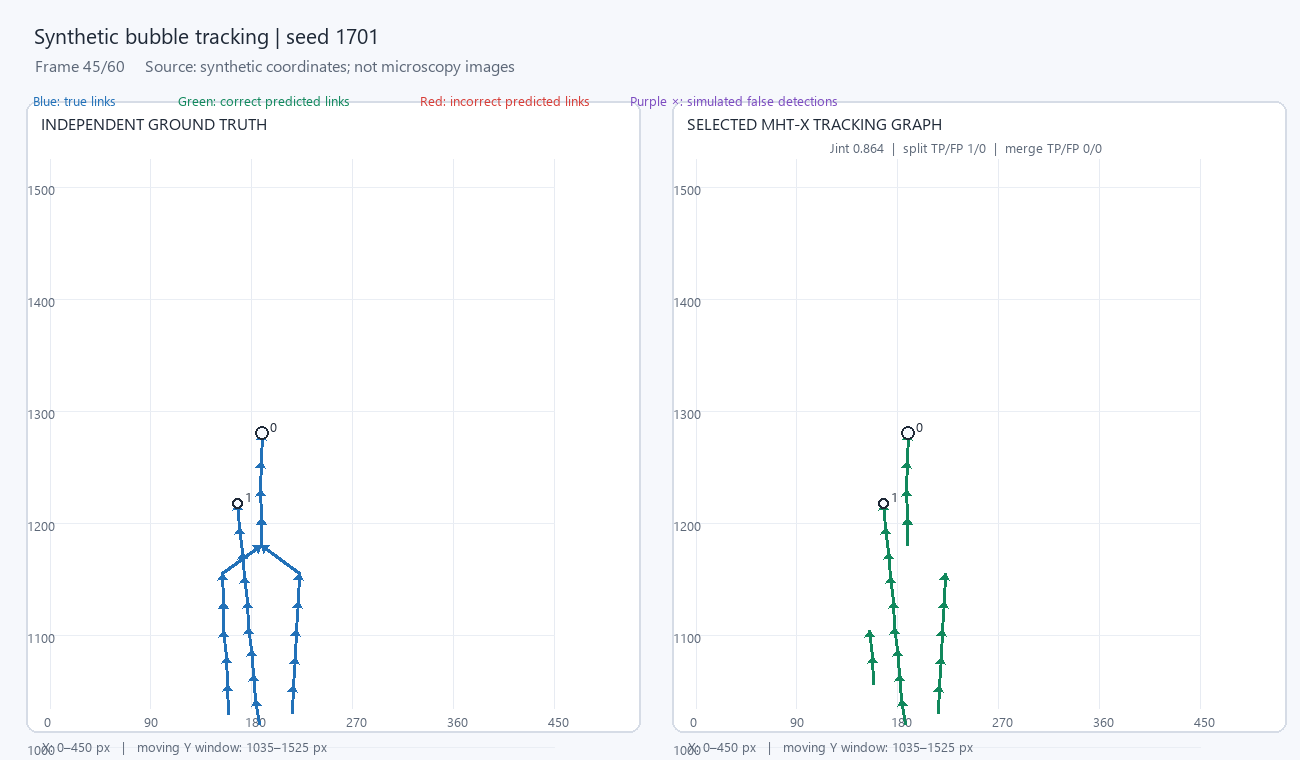 Synthetic bubble tracking | seed 1701
Frame 45/60 Source: synthetic coordinates; not microscopy images
Blue: true links Green: correct predicted links Red: incorrect predicted links Purple ×: simulated false detections
INDEPENDENT GROUND TRUTH
1500
1400
1300
1200
1100
1000
0
1
0 90 180 270 360 450
X: 0–450 px | moving Y window: 1035–1525 px
SELECTED MHT-X TRACKING GRAPH
Jint 0.864 | split TP/FP 1/0 | merge TP/FP 0/0
1500
1400
1300
1200
1100
1000
0
1
0 90 180 270 360 450
X: 0–450 px | moving Y window: 1035–1525 px